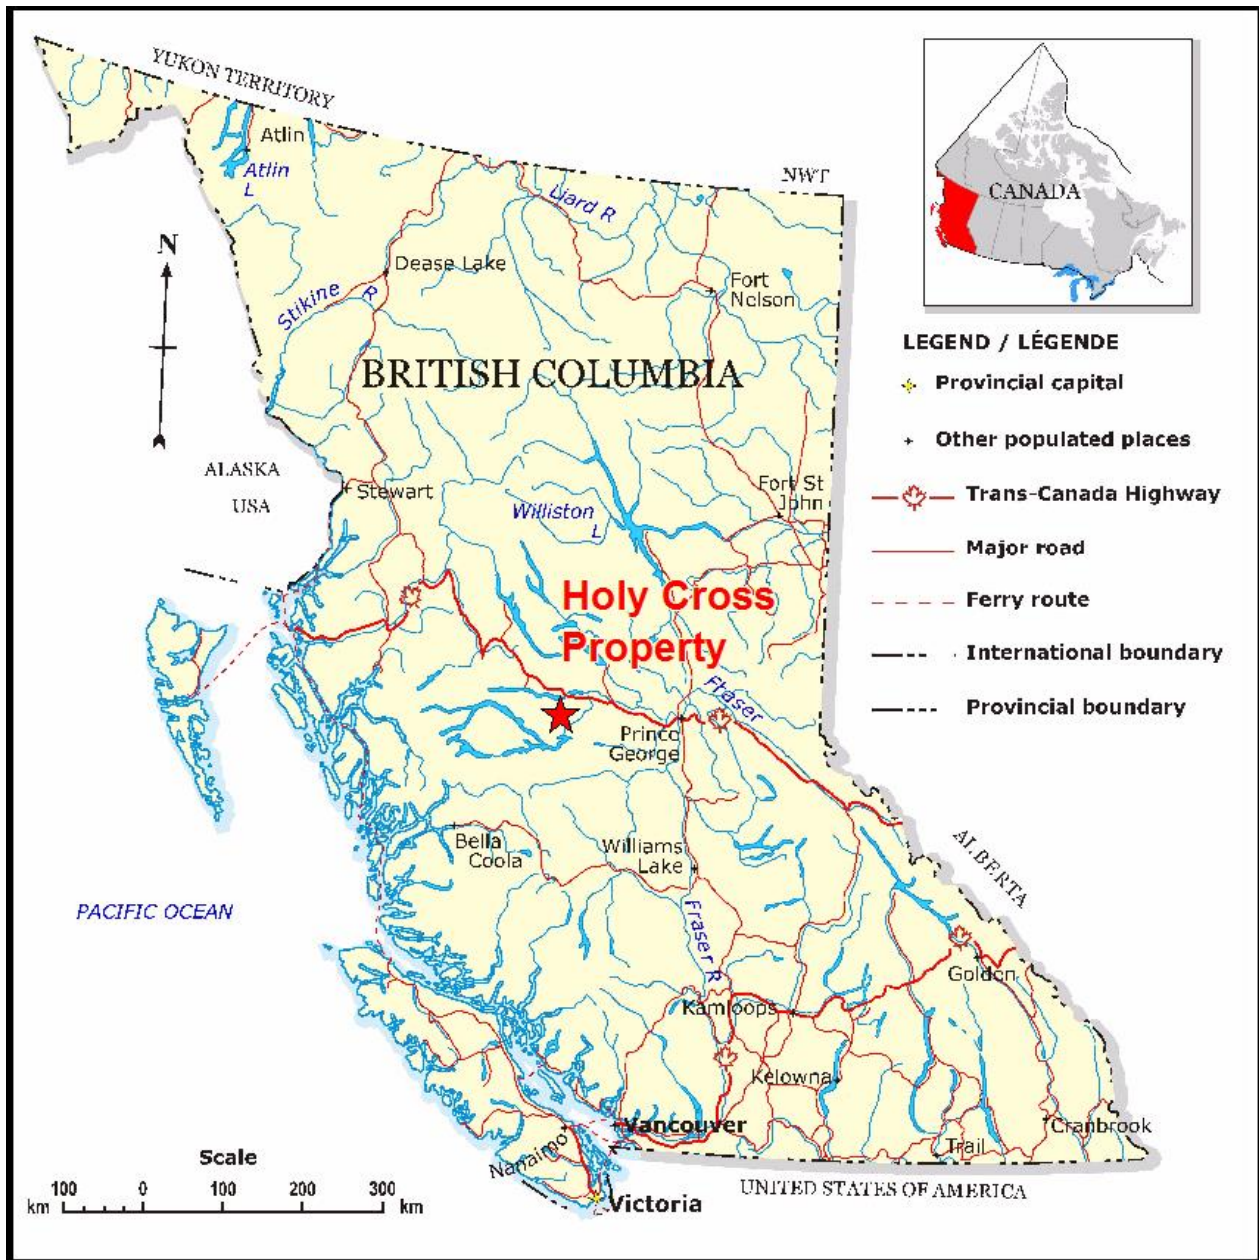 YUKON TERRITORY
Atlin
Atlin
L
NWT
Liard R
CANADA
N
Dease Lake
Stikine
R
Fort
Nelson
LEGEND / LÉGENDE
Provincial capital
Other populated places
Trans-Canada Highway
Major road
Ferry route
International boundary
Provincial boundary
BRITISH COLUMBIA
ALASKA
USA
Stewart
Fort St
John
Williston
L
Holy Cross
Property
Fraser
Prince
George
Bella
Coola
Williams
Lake
ALBERTA
PACIFIC OCEAN
Fraser R
Golden
Kamloops
Kelowna
Vancouver
Cranbrook
Trail
Nanaimo
Victoria
UNITED STATES OF AMERICA
Scale
100 0 100 200 300
km km